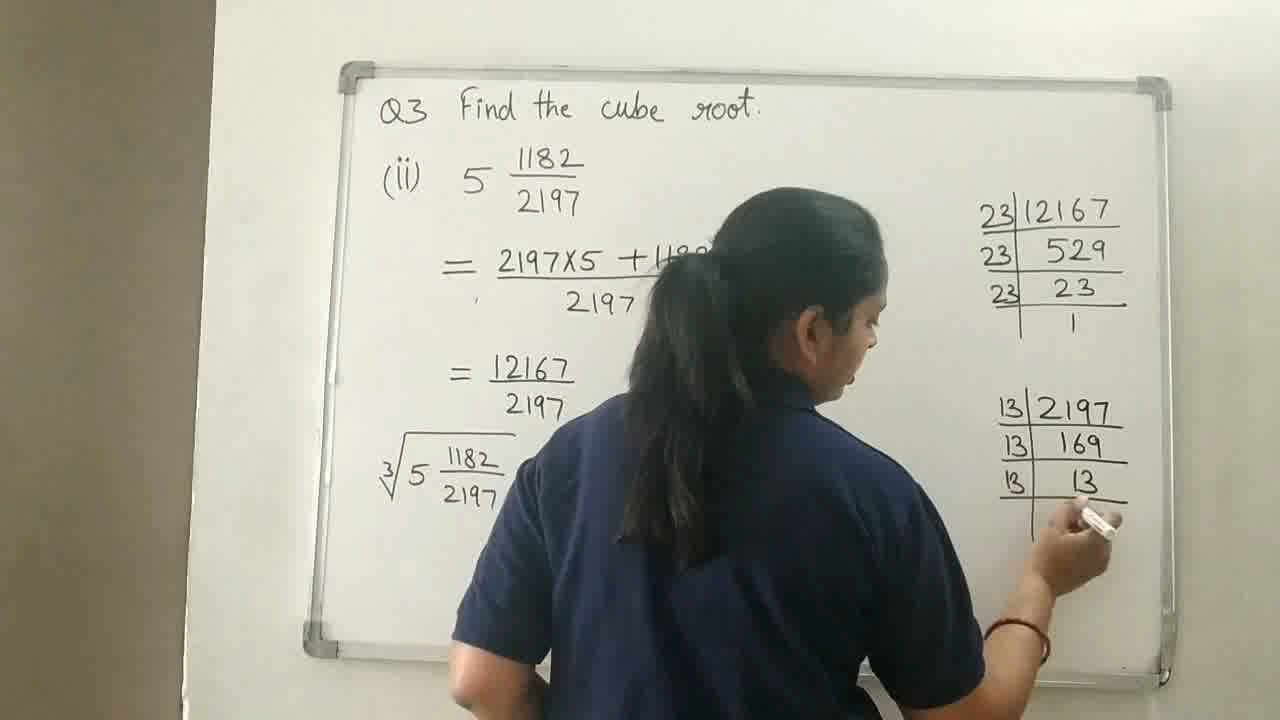 Q3 Find the cube root.
(ii) 5 1182/2197
= 2197×5 + 1182/2197
= 12167/2197
∛5 1182/2197
23 | 12167
23 | 529
23 | 23
1
13 | 2197
13 | 169
13 | 13